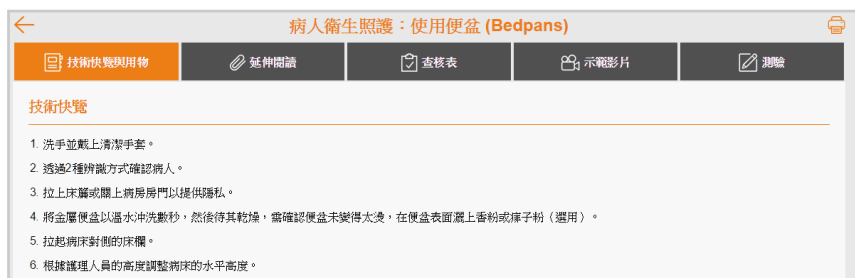 病人衛生照護：使用便盆 (Bedpans)
技術快覽與用物
延伸閱讀
查核表
示範影片
測驗
技術快覽
1. 洗手並戴上清潔手套。
2. 透過2種辨識方式確認病人。
3. 拉上床簾或關上病房房門以提供隱私。
4. 將金屬便盆以溫水沖洗數秒，然後待其乾燥，需確認便盆未變得太燙，在便盆表面灑上香粉或痱子粉（選用）。
5. 拉起病床對側的床欄。
6. 根據護理人員的高度調整病床的水平高度。